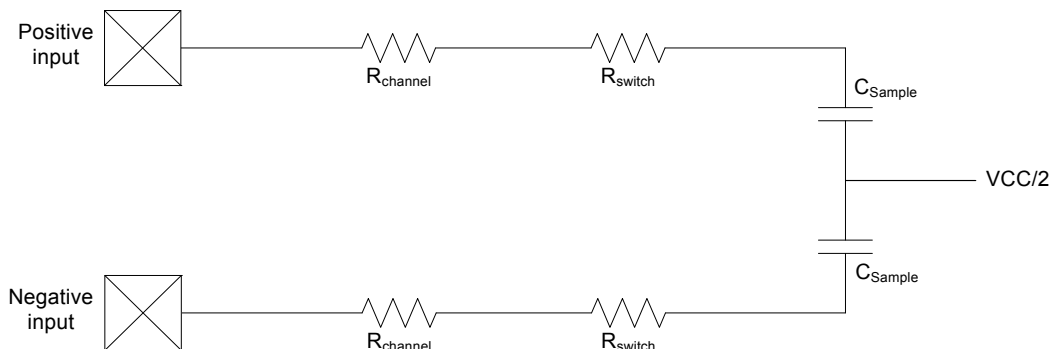 Positive
input
Rchannel
Rswitch
CSample
VCC/2
CSample
Negative
input
Rchannel
Rswitch